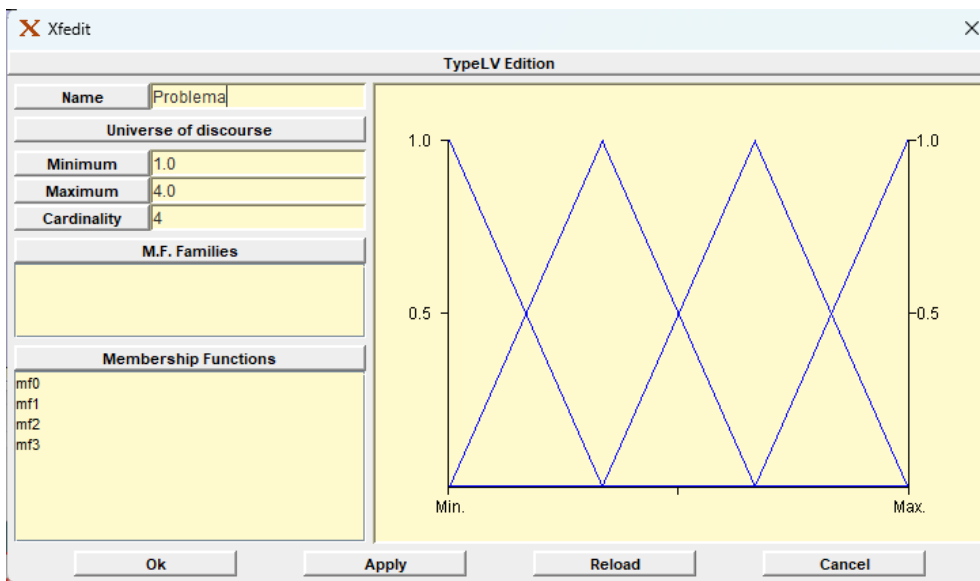 Xfedit
TypeLV Edition
Name Problema
Universe of discourse
Minimum 1.0
Maximum 4.0
Cardinality 4
M.F. Families
Membership Functions
mf0
mf1
mf2
mf3
1.0 1.0
0.5 0.5
Min. Max.
Ok Apply Reload Cancel